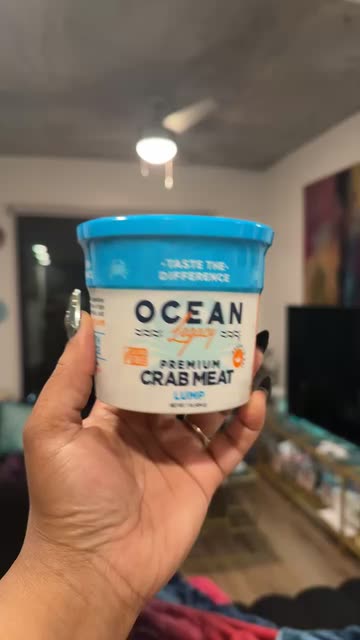 -TASTE THE-
DIFFERENCE
OCEAN
Legacy
PREMIUM
CRAB MEAT
LUMP